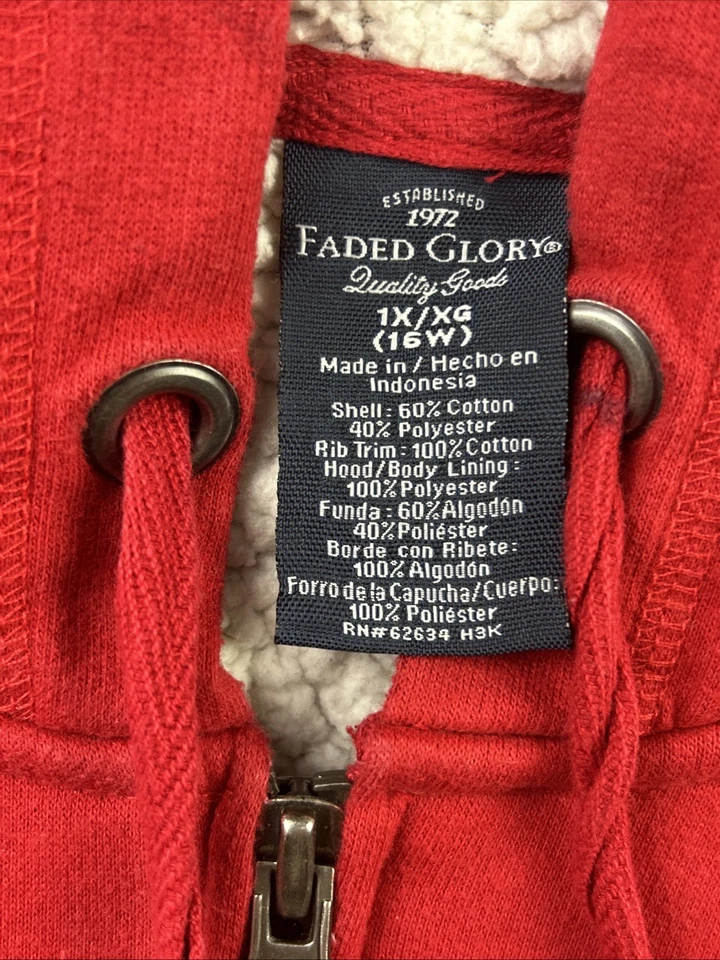 ESTABLISHED
1972
FADED GLORY®
Quality Goods
1X/XG
(16W)
Made in / Hecho en
Indonesia
Shell: 60% Cotton
40% Polyester
Rib Trim: 100% Cotton
Hood/Body Lining:
100% Polyester
Funda: 60% Algodón
40% Poliéster
Borde con Ribete:
100% Algodón
Forro de la Capucha/Cuerpo:
100% Poliéster
RN#62634 H3K